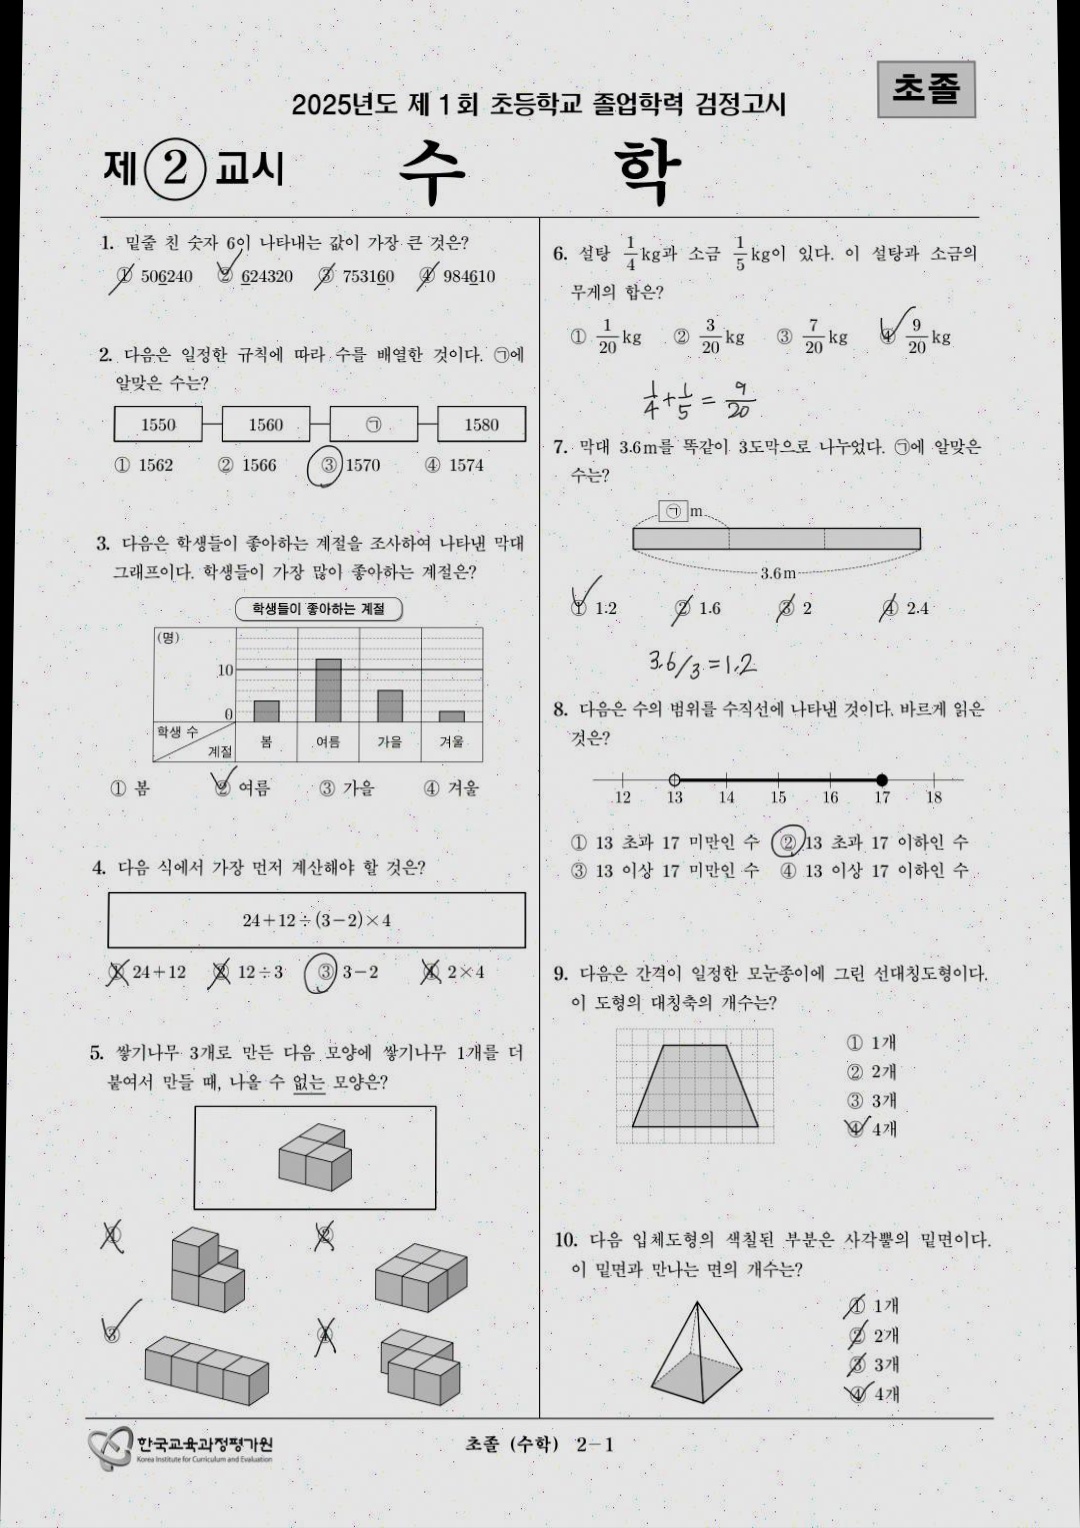 초졸
2025년도 제 1 회 초등학교 졸업학력 검정고시
제 ② 교시 수 학
1. 밑줄 친 숫자 6이 나타내는 값이 가장 큰 것은?
① 506240 ② 624320 ③ 753160 ④ 984610
2. 다음은 일정한 규칙에 따라 수를 배열한 것이다. ㉠에
알맞은 수는?
1550 1560 ㉠ 1580
① 1562 ② 1566 ③ 1570 ④ 1574
3. 다음은 학생들이 좋아하는 계절을 조사하여 나타낸 막대
그래프이다. 학생들이 가장 많이 좋아하는 계절은?
학생들이 좋아하는 계절
(명)
10
0
학생 수
계절
봄 여름 가을 겨울
① 봄 ② 여름 ③ 가을 ④ 겨울
4. 다음 식에서 가장 먼저 계산해야 할 것은?
24+12÷(3-2)×4
① 24+12 ② 12÷3 ③ 3-2 ④ 2×4
5. 쌓기나무 3개로 만든 다음 모양에 쌓기나무 1개를 더
붙여서 만들 때, 나올 수 없는 모양은?
① ②
③ ④
6. 설탕 1/4 kg과 소금 1/5 kg이 있다. 이 설탕과 소금의
무게의 합은?
① 1/20 kg ② 3/20 kg ③ 7/20 kg ④ 9/20 kg
1/4 + 1/5 = 9/20
7. 막대 3.6m를 똑같이 3도막으로 나누었다. ㉠에 알맞은
수는?
㉠ m
3.6m
① 1.2 ② 1.6 ③ 2 ④ 2.4
3.6/3 = 1.2
8. 다음은 수의 범위를 수직선에 나타낸 것이다. 바르게 읽은
것은?
12 13 14 15 16 17 18
① 13 초과 17 미만인 수 ② 13 초과 17 이하인 수
③ 13 이상 17 미만인 수 ④ 13 이상 17 이하인 수
9. 다음은 간격이 일정한 모눈종이에 그린 선대칭도형이다.
이 도형의 대칭축의 개수는?
① 1개
② 2개
③ 3개
④ 4개
10. 다음 입체도형의 색칠된 부분은 사각뿔의 밑면이다.
이 밑면과 만나는 면의 개수는?
① 1개
② 2개
③ 3개
④ 4개
한국교육과정평가원
Korea Institute for Curriculum and Evaluation
초졸 (수학) 2-1